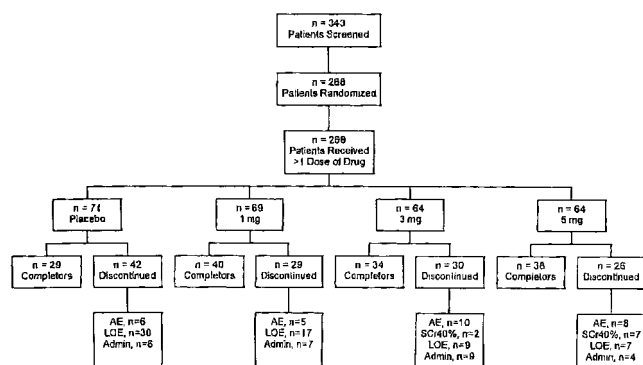 n = 343
Patients Screened
n = 268
Patients Randomized
n = 268
Patients Received
>1 Dose of Drug
n = 71
Placebo
n = 69
1 mg
n = 64
3 mg
n = 64
5 mg
n = 29
Completors
n = 42
Discontinued
n = 40
Completors
n = 29
Discontinued
n = 34
Completors
n = 30
Discontinued
n = 38
Completors
n = 26
Discontinued
AE, n=6
LOE, n=30
Admin, n=6
AE, n=5
LOE, n=17
Admin, n=7
AE, n=10
SCr40%, n=2
LOE, n=9
Admin, n=9
AE, n=8
SCr40%, n=7
LOE, n=7
Admin, n=4